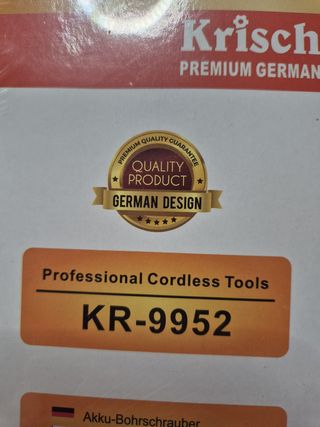 Krisch
PREMIUM GERMAN
PREMIUM QUALITY GUARANTEE
QUALITY
PRODUCT
GERMAN DESIGN
Professional Cordless Tools
KR-9952
Akku-Bohrschrauber